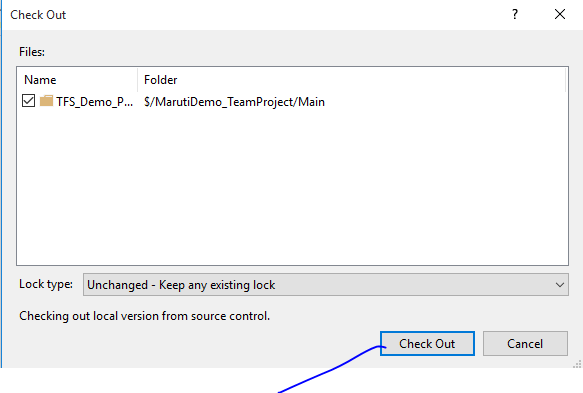 Check Out
Files:
Name Folder
TFS_Demo_P... $/MarutiDemo_TeamProject/Main
Lock type: Unchanged - Keep any existing lock
Checking out local version from source control.
Check Out Cancel